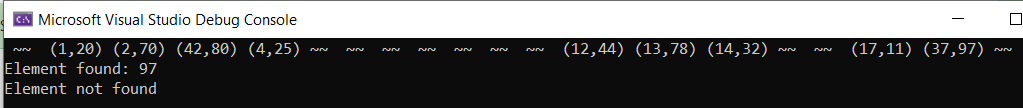 Microsoft Visual Studio Debug Console
~~  (1,20) (2,70) (42,80) (4,25) ~~  ~~  ~~  ~~  ~~  ~~  ~~  (12,44) (13,78) (14,32) ~~  ~~  (17,11) (37,97) ~~
Element found: 97
Element not found